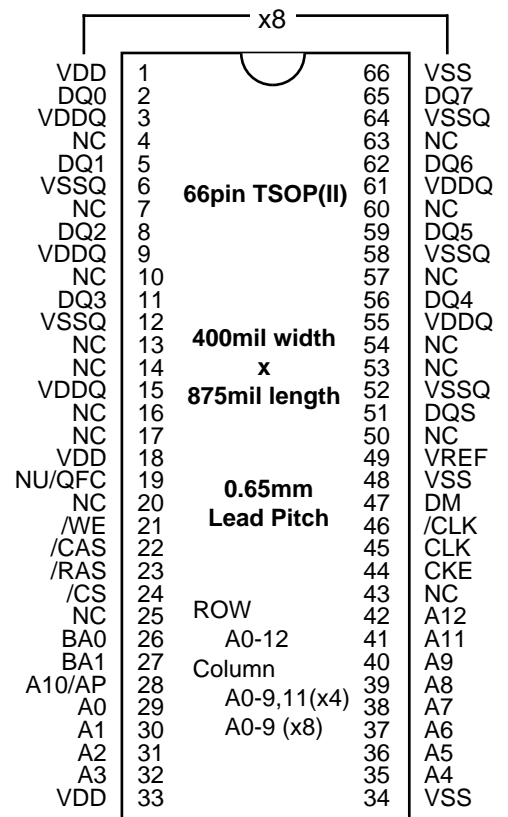 x8
VDD 1 66 VSS
DQ0 2 65 DQ7
VDDQ 3 64 VSSQ
NC 4 63 NC
DQ1 5 62 DQ6
VSSQ 6 61 VDDQ
66pin TSOP(II)
NC 7 60 NC
DQ2 8 59 DQ5
VDDQ 9 58 VSSQ
NC 10 57 NC
DQ3 11 56 DQ4
VSSQ 12 55 VDDQ
NC 13 54 NC
400mil width
NC 14 53 NC
x
VDDQ 15 52 VSSQ
875mil length
NC 16 51 DQS
NC 17 50 NC
VDD 18 49 VREF
NU/QFC 19 48 VSS
0.65mm
NC 20 47 DM
Lead Pitch
/WE 21 46 /CLK
/CAS 22 45 CLK
/RAS 23 44 CKE
/CS 24 43 NC
NC 25 ROW 42 A12
BA0 26 A0-12 41 A11
BA1 27 Column 40 A9
A10/AP 28 A0-9,11(x4) 39 A8
A0 29 38 A7
A1 30 A0-9 (x8) 37 A6
A2 31 36 A5
A3 32 35 A4
VDD 33 34 VSS